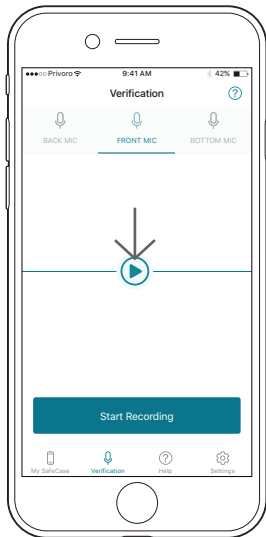 Privoro 9:41 AM 42%
Verification ?
BACK MIC FRONT MIC BOTTOM MIC
Start Recording
My SafeCase Verification Help Settings